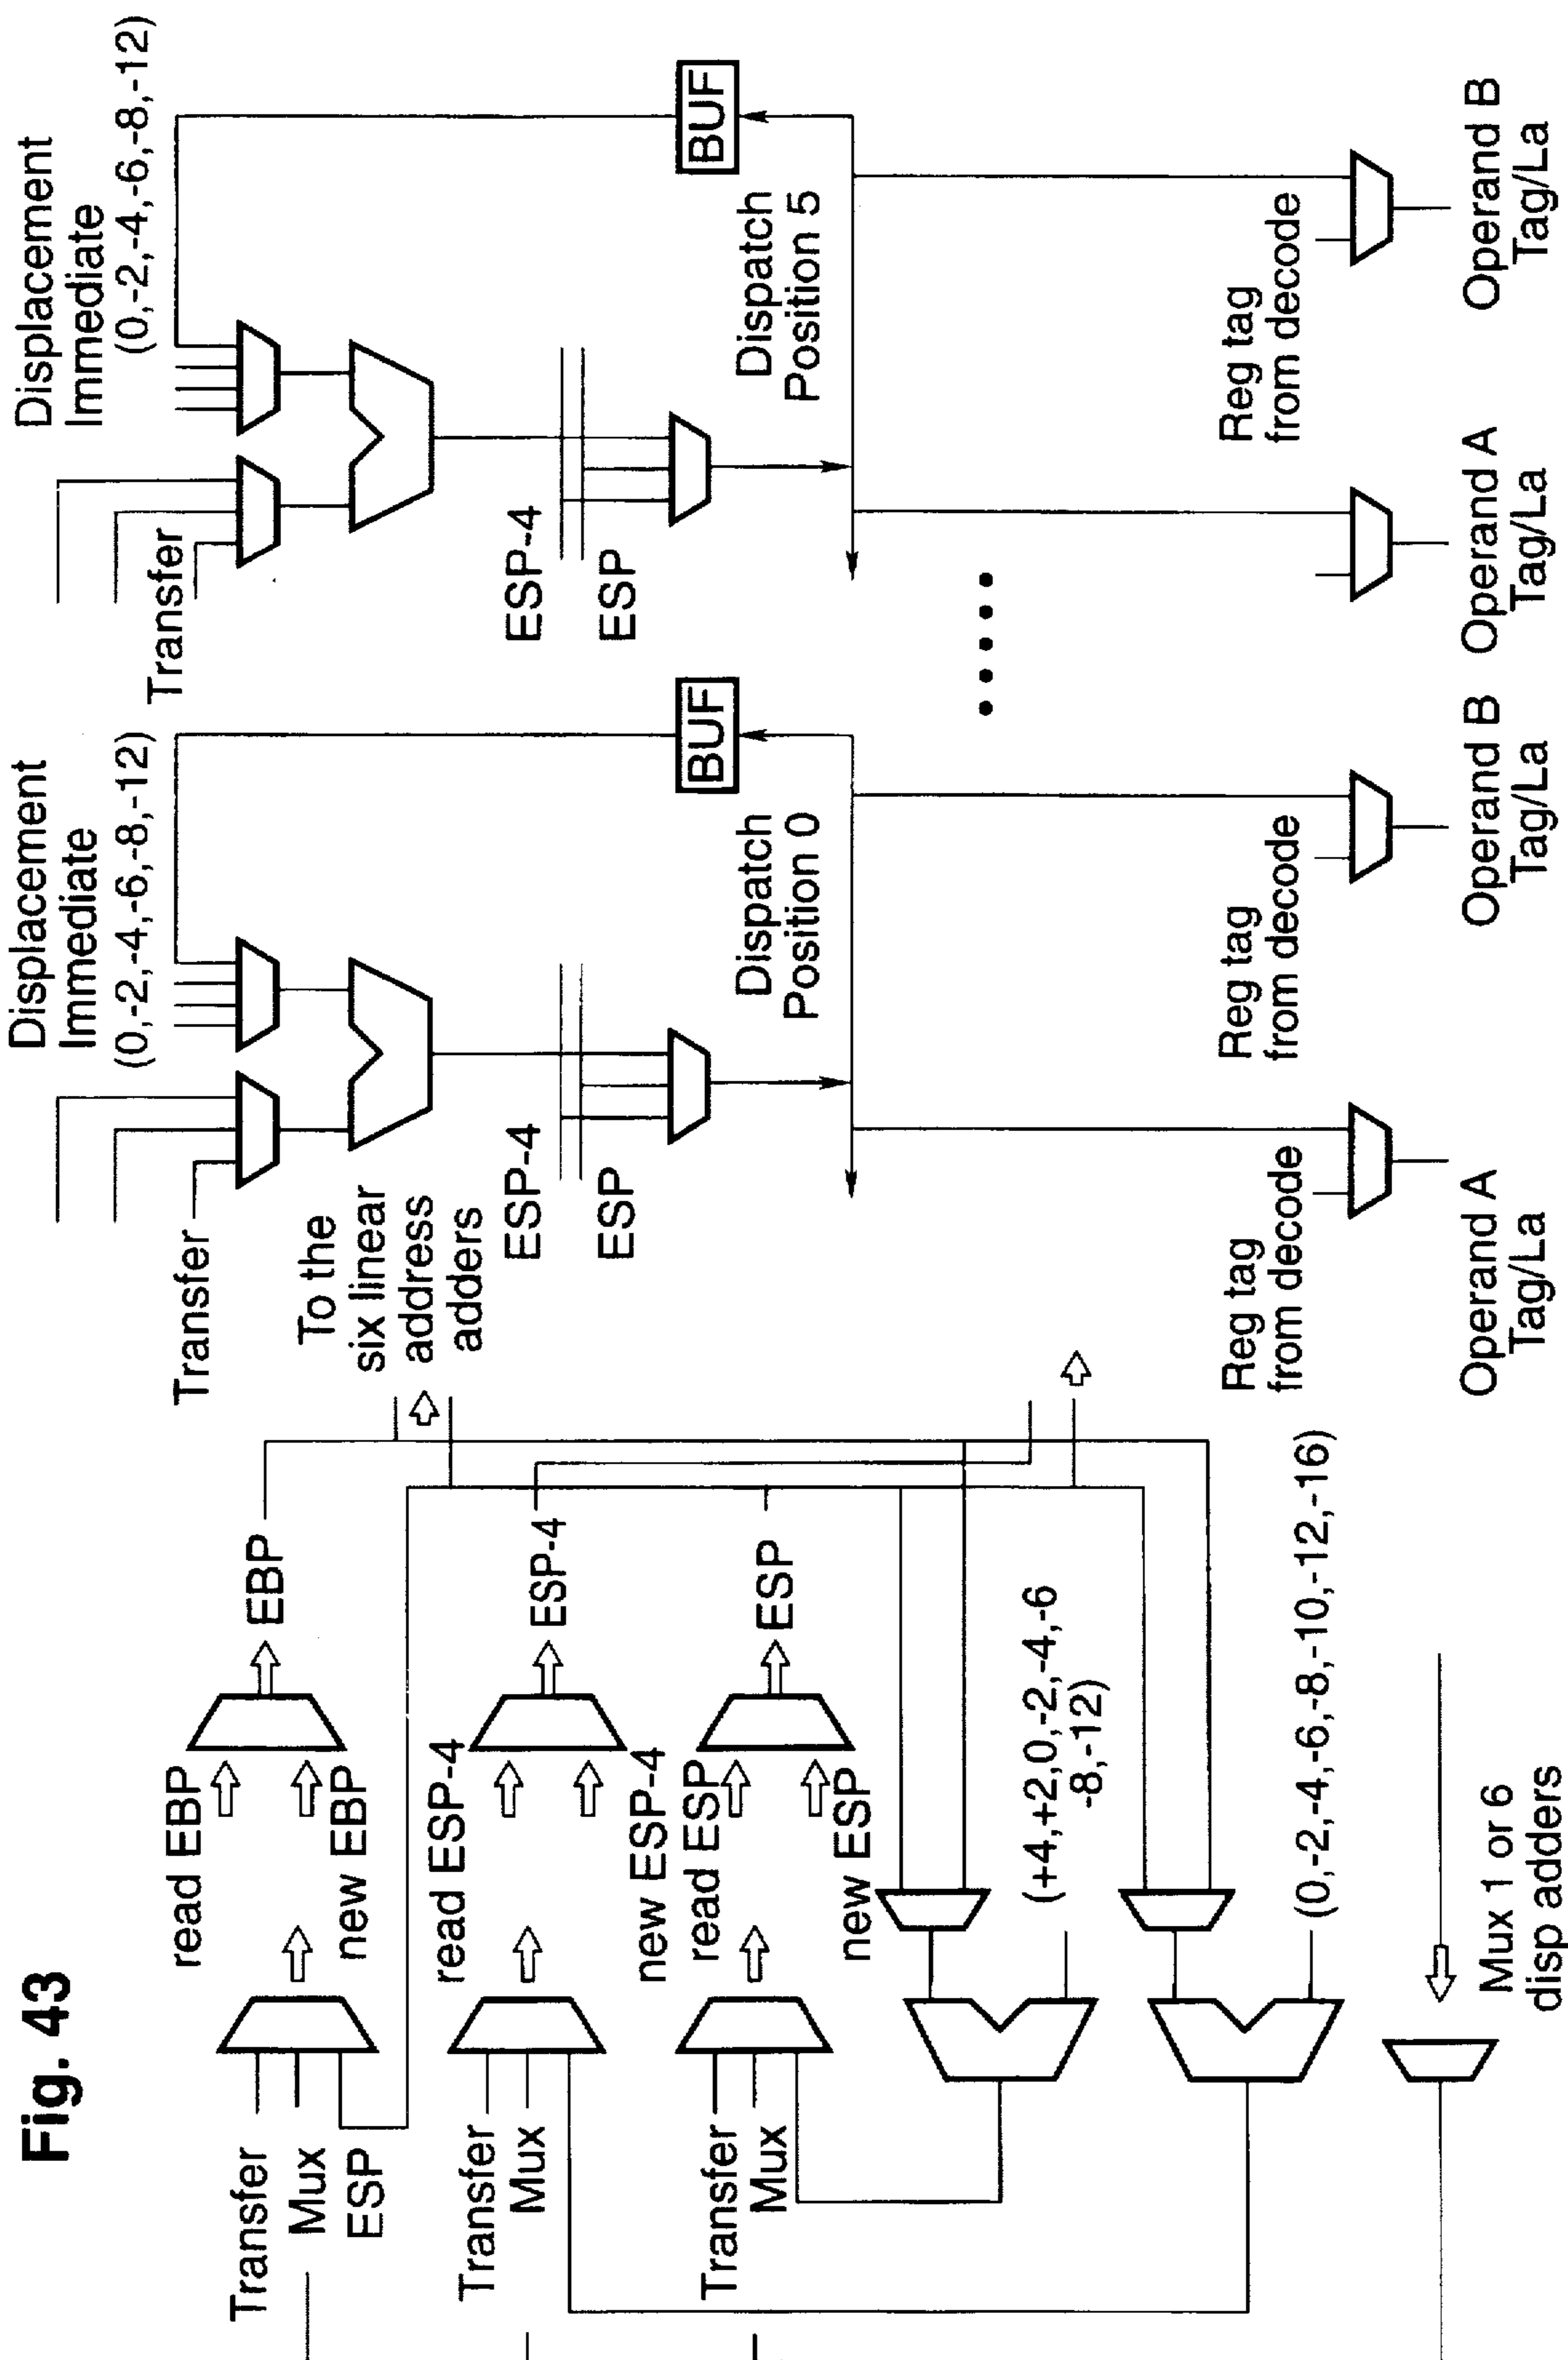 Fig. 43
Transfer
Mux
ESP
read EBP
new EBP
EBP
Transfer
Mux
read ESP-4
new ESP-4
ESP-4
Transfer
Mux
read ESP
new ESP
ESP
(+4,+2,0,-2,-4,-6
-8,-12)
(0,-2,-4,-6,-8,-10,-12,-16)
Mux 1 or 6
disp adders
To the
six linear
address
adders
Transfer
Displacement
Immediate
(0,-2,-4,-6,-8,-12)
ESP-4
ESP
BUF
Dispatch
Position 0
Reg tag
from decode
Operand A
Tag/La
Reg tag
from decode
Operand B
Tag/La
Transfer
Displacement
Immediate
(0,-2,-4,-6,-8,-12)
ESP-4
ESP
BUF
Dispatch
Position 5
Operand A
Tag/La
Reg tag
from decode
Operand B
Tag/La